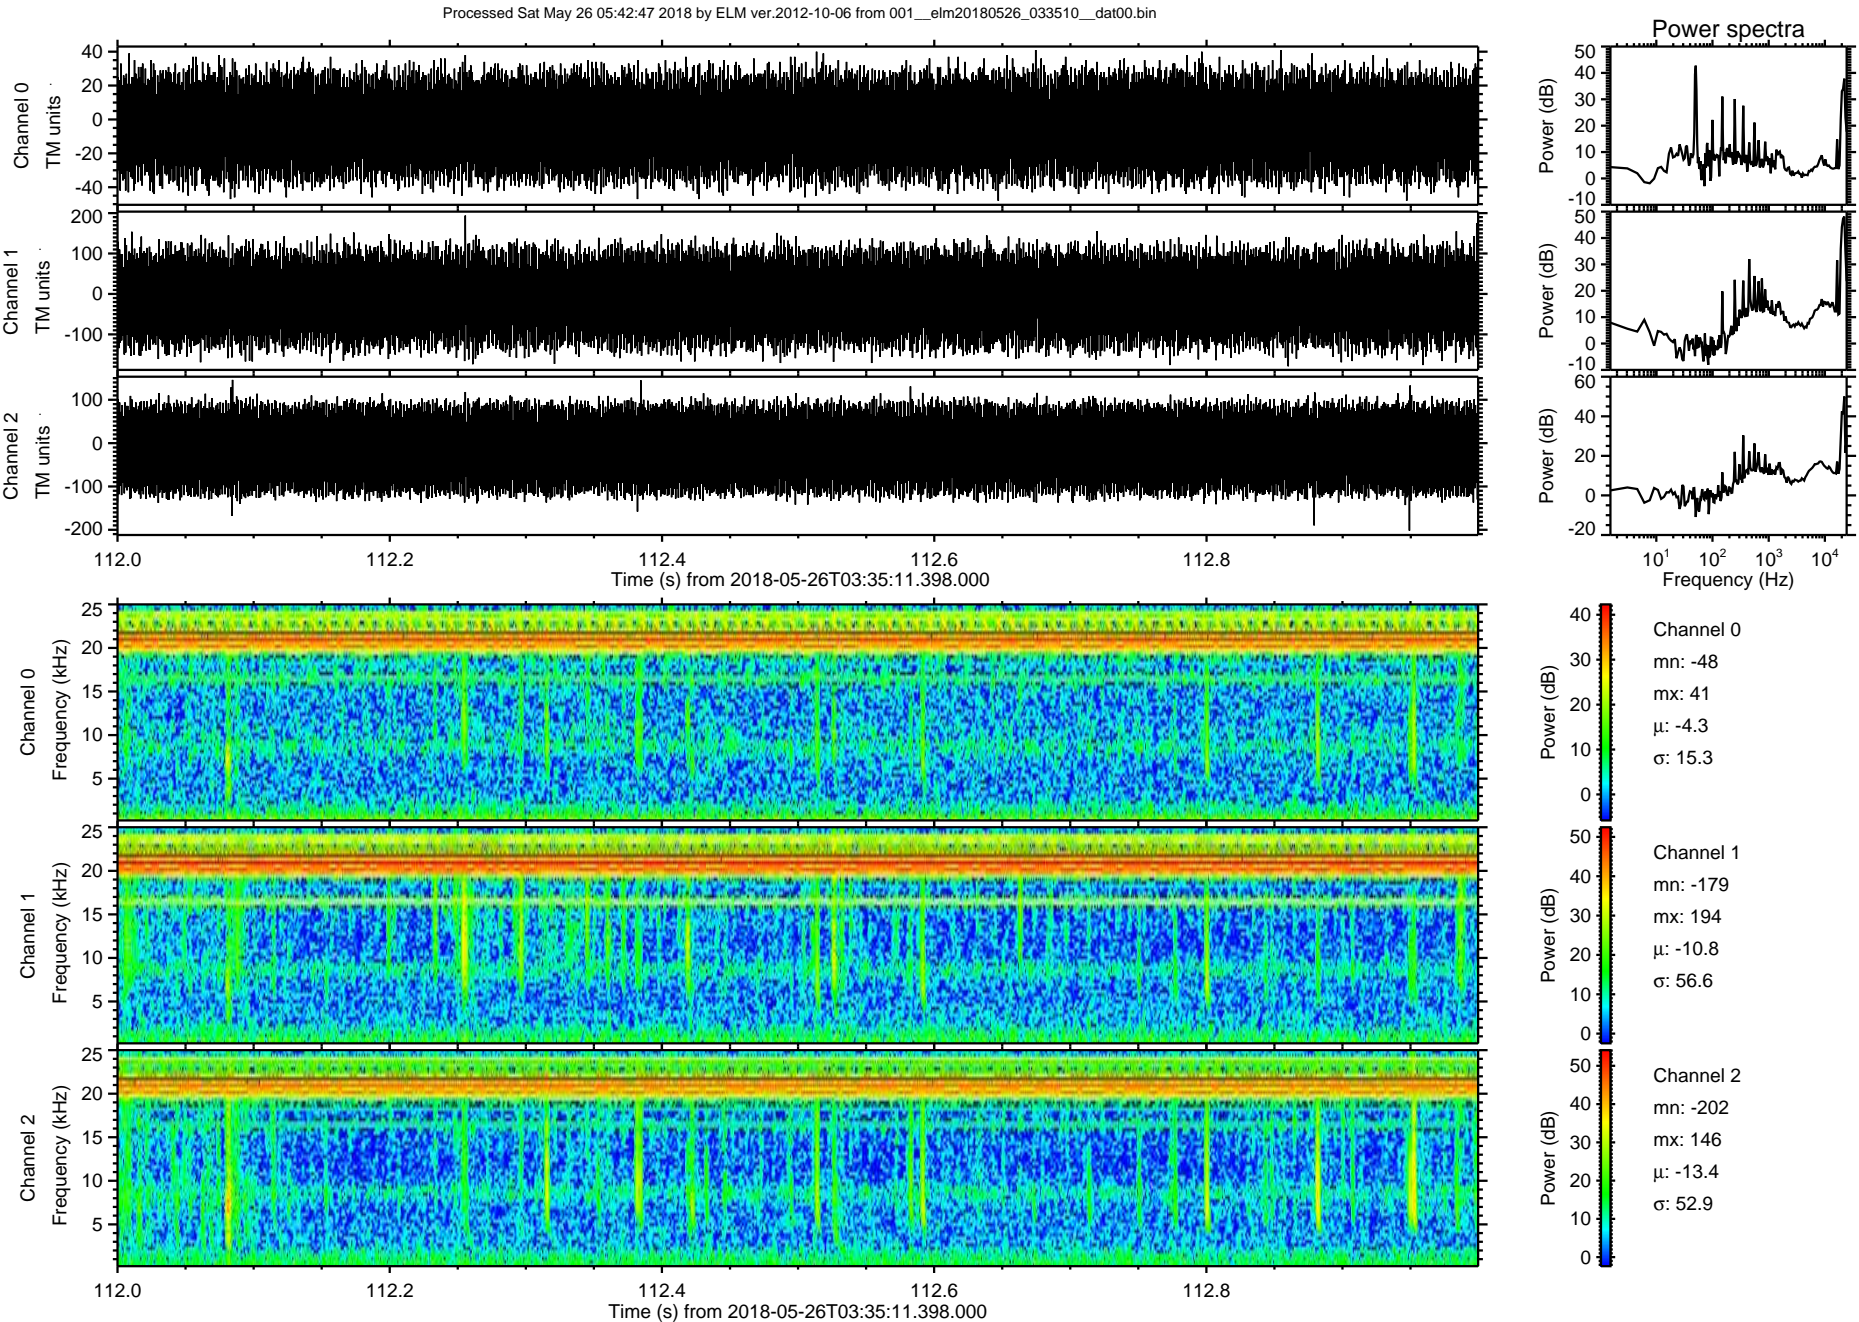 Processed Sat May 26 05:42:47 2018 by ELM ver.2012-10-06 from 001__elm20180526_033510__dat00.bin
Power spectra
Channel 0
TM units
40
20
0
-20
-40
Power (dB)
50
40
30
20
10
0
-10
Channel 1
TM units
200
100
0
-100
Power (dB)
50
40
30
20
10
0
-10
Channel 2
TM units
100
0
-100
-200
Power (dB)
60
40
20
0
-20
112.0 112.2 112.4 112.6 112.8
Time (s) from 2018-05-26T03:35:11.398.000
10^1 10^2 10^3 10^4
Frequency (Hz)
Channel 0
Frequency (kHz)
25
20
15
10
5
Power (dB)
40
30
20
10
0
Channel 0
mn: -48
mx: 41
μ: -4.3
σ: 15.3
Channel 1
Frequency (kHz)
25
20
15
10
5
Power (dB)
50
40
30
20
10
0
Channel 1
mn: -179
mx: 194
μ: -10.8
σ: 56.6
Channel 2
Frequency (kHz)
25
20
15
10
5
Power (dB)
50
40
30
20
10
0
Channel 2
mn: -202
mx: 146
μ: -13.4
σ: 52.9
112.0 112.2 112.4 112.6 112.8
Time (s) from 2018-05-26T03:35:11.398.000